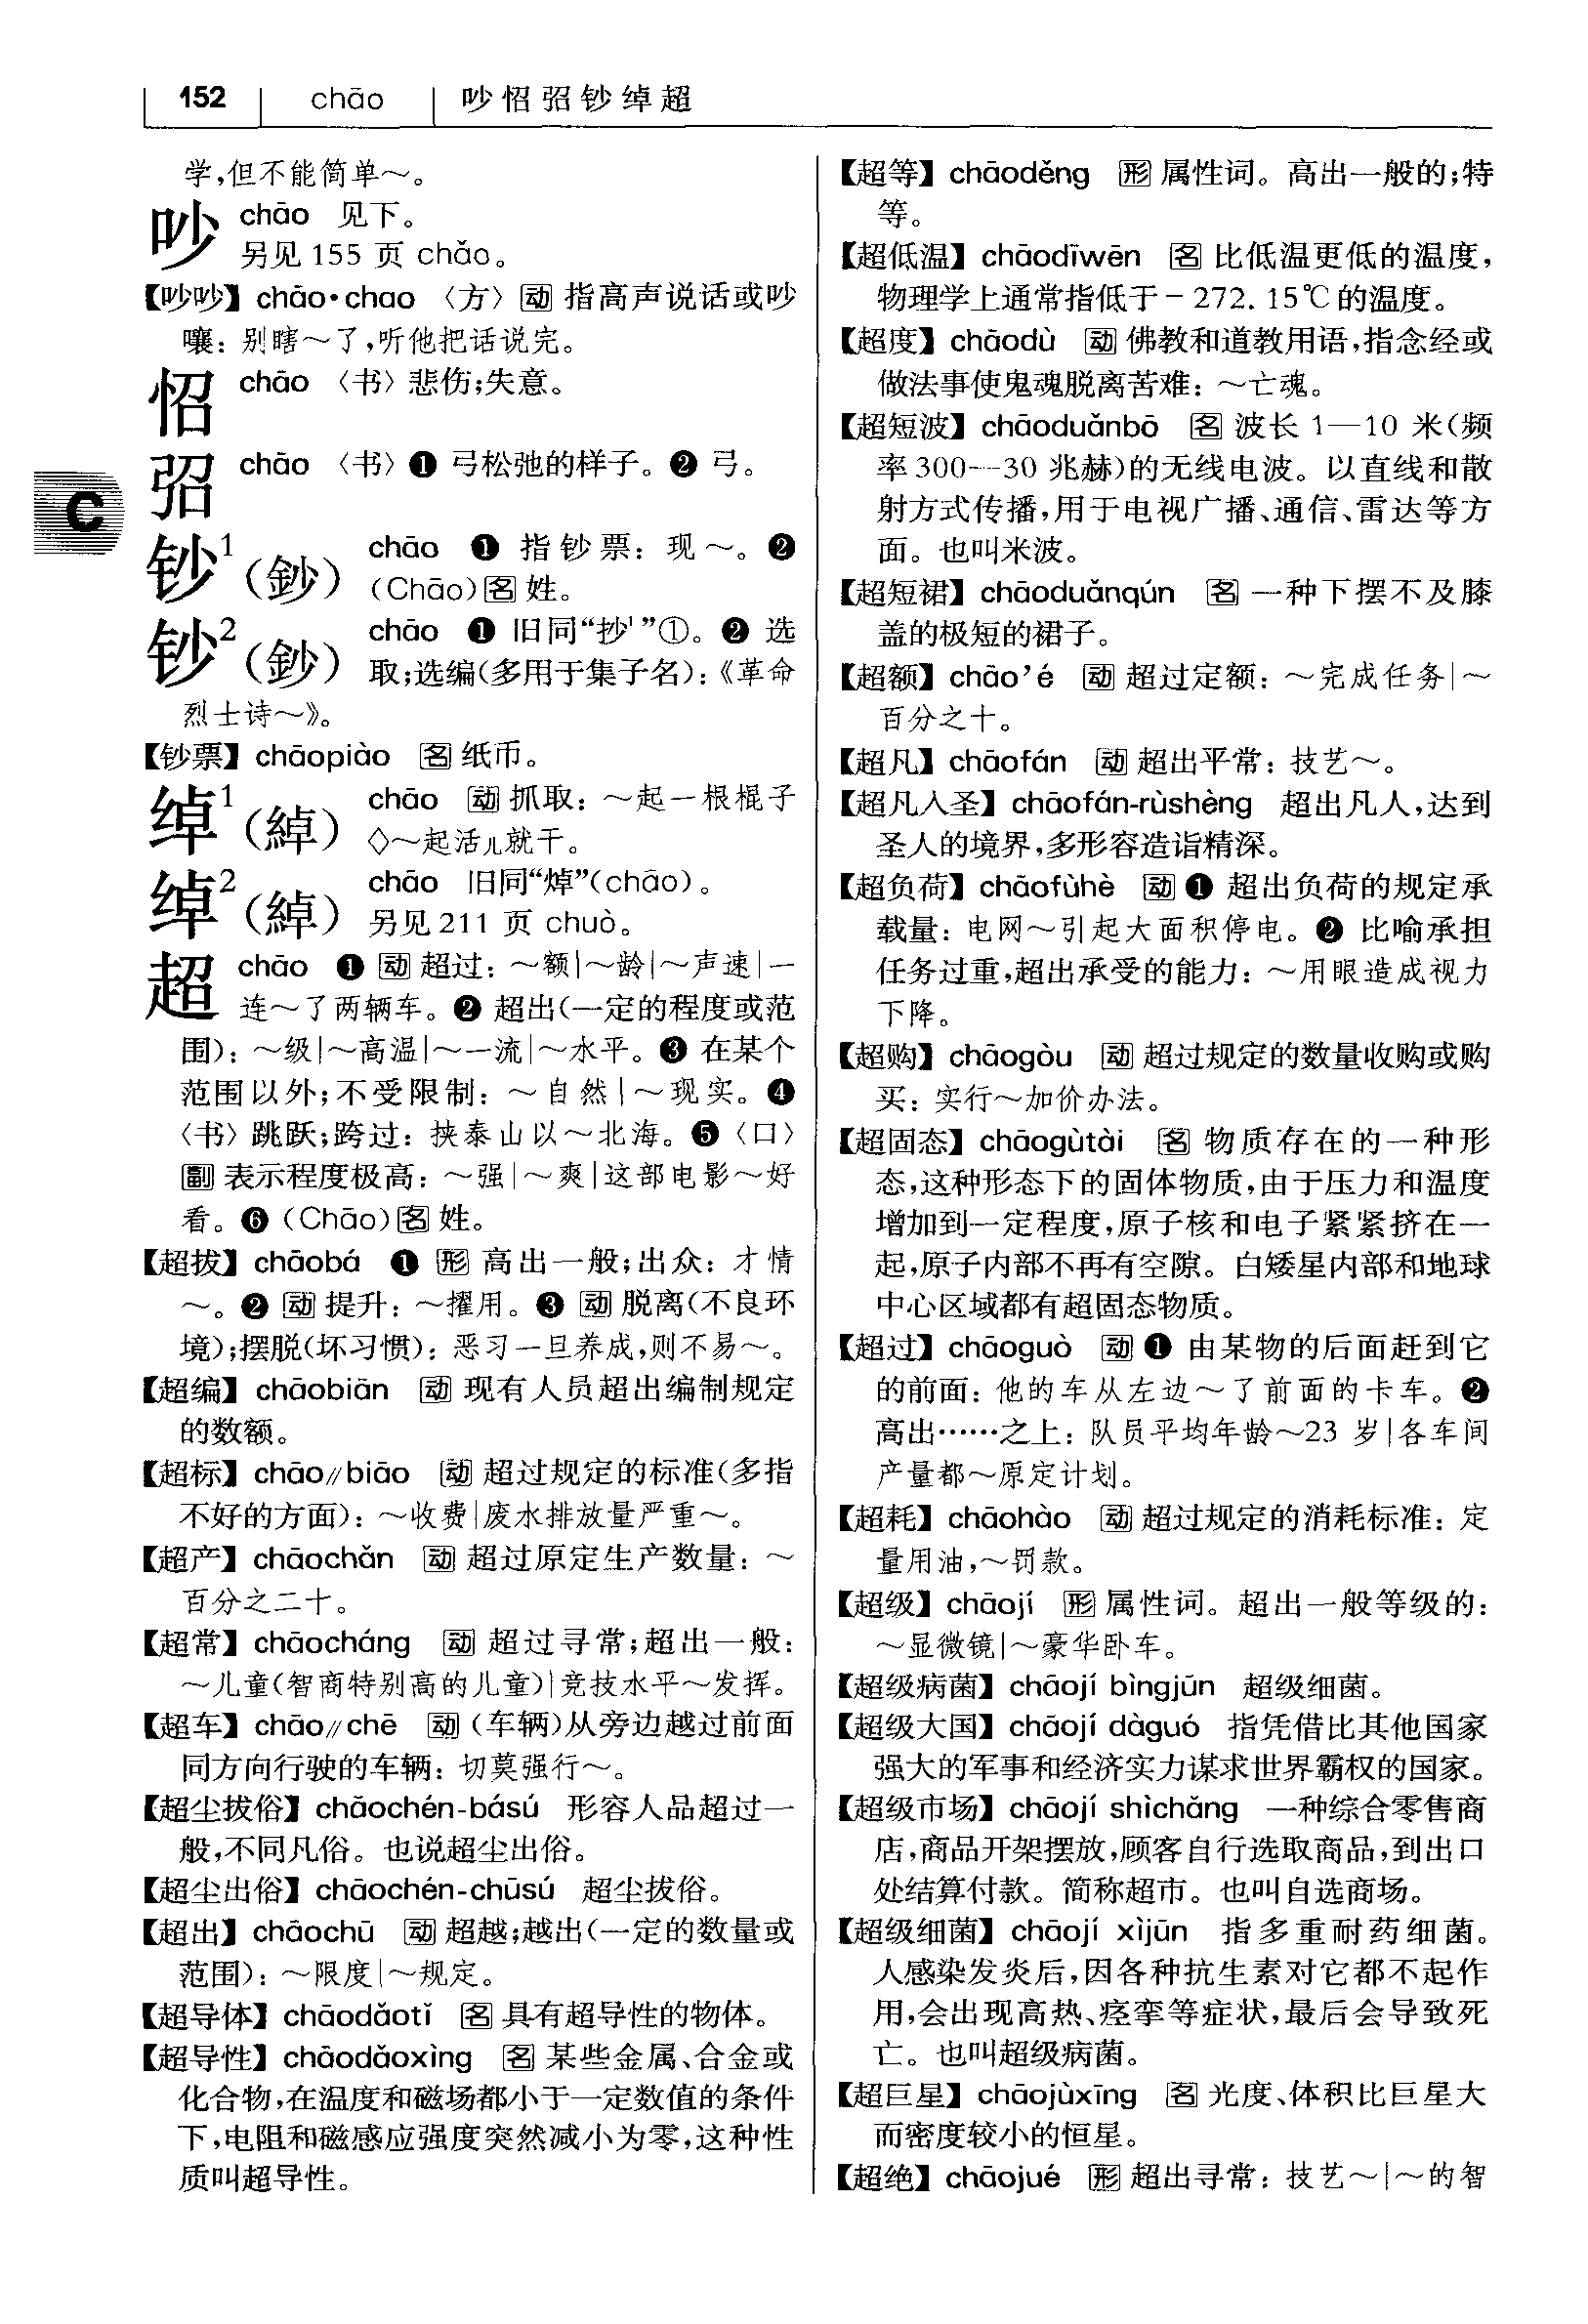 152 chāo 吵怊弨钞绰超
学,但不能简单～。
吵 chāo 见下。
另见 155 页 chǎo。
【吵吵】chāo·chao 〈方〉[动]指高声说话或吵
嚷：别瞎～了,听他把话说完。
怊 chāo 〈书〉悲伤;失意。
弨 chāo 〈书〉❶ 弓松弛的样子。❷ 弓。
钞¹（鈔） chāo ❶ 指钞票：现～。❷
(Chāo)[名]姓。
钞²（鈔） chāo ❶ 旧同“抄¹”①。❷ 选
取;选编(多用于集子名)：《革命
烈士诗～》。
【钞票】chāopiào [名]纸币。
绰¹（綽） chāo [动]抓取：～起一根棍子
◇～起活儿就干。
绰²（綽） chāo 旧同“焯”(chāo)。
另见 211 页 chuò。
超 chāo ❶ [动]超过：～额|～龄|～声速|一
连～了两辆车。❷ 超出(一定的程度或范
围)：～级|～高温|～一流|～水平。❸ 在某个
范围以外;不受限制：～自然|～现实。❹
〈书〉跳跃;跨过：挟泰山以～北海。❺〈口〉
[副]表示程度极高：～强|～爽|这部电影～好
看。❻ (Chāo)[名]姓。
【超拔】chāobá ❶ [形]高出一般;出众：才情
～。❷ [动]提升：～擢用。❸ [动]脱离(不良环
境);摆脱(坏习惯)：恶习一旦养成,则不易～。
【超编】chāobiān [动]现有人员超出编制规定
的数额。
【超标】chāo//biāo [动]超过规定的标准(多指
不好的方面)：～收费|废水排放量严重～。
【超产】chāochǎn [动]超过原定生产数量：～
百分之二十。
【超常】chāocháng [动]超过寻常;超出一般：
～儿童(智商特别高的儿童)|竞技水平～发挥。
【超车】chāo//chē [动](车辆)从旁边越过前面
同方向行驶的车辆：切莫强行～。
【超尘拔俗】chāochén-bású 形容人品超过一
般,不同凡俗。也说超尘出俗。
【超尘出俗】chāochén-chūsú 超尘拔俗。
【超出】chāochū [动]超越;越出(一定的数量或
范围)：～限度|～规定。
【超导体】chāodǎotǐ [名]具有超导性的物体。
【超导性】chāodǎoxìng [名]某些金属、合金或
化合物,在温度和磁场都小于一定数值的条件
下,电阻和磁感应强度突然减小为零,这种性
质叫超导性。
【超等】chāoděng [形]属性词。高出一般的;特
等。
【超低温】chāodīwēn [名]比低温更低的温度,
物理学上通常指低于－272.15℃的温度。
【超度】chāodù [动]佛教和道教用语,指念经或
做法事使鬼魂脱离苦难：～亡魂。
【超短波】chāoduǎnbō [名]波长 1—10 米(频
率 300—30 兆赫)的无线电波。以直线和散
射方式传播,用于电视广播、通信、雷达等方
面。也叫米波。
【超短裙】chāoduǎnqún [名]一种下摆不及膝
盖的极短的裙子。
【超额】chāo’é [动]超过定额：～完成任务|～
百分之十。
【超凡】chāofán [动]超出平常：技艺～。
【超凡入圣】chāofán-rùshèng 超出凡人,达到
圣人的境界,多形容造诣精深。
【超负荷】chāofùhè [动]❶ 超出负荷的规定承
载量：电网～引起大面积停电。❷ 比喻承担
任务过重,超出承受的能力：～用眼造成视力
下降。
【超购】chāogòu [动]超过规定的数量收购或购
买：实行～加价办法。
【超固态】chāogùtài [名]物质存在的一种形
态,这种形态下的固体物质,由于压力和温度
增加到一定程度,原子核和电子紧紧挤在一
起,原子内部不再有空隙。白矮星内部和地球
中心区域都有超固态物质。
【超过】chāoguò [动]❶ 由某物的后面赶到它
的前面：他的车从左边～了前面的卡车。❷
高出……之上：队员平均年龄～23 岁|各车间
产量都～原定计划。
【超耗】chāohào [动]超过规定的消耗标准：定
量用油,～罚款。
【超级】chāojí [形]属性词。超出一般等级的：
～显微镜|～豪华卧车。
【超级病菌】chāojí bìngjūn 超级细菌。
【超级大国】chāojí dàguó 指凭借比其他国家
强大的军事和经济实力谋求世界霸权的国家。
【超级市场】chāojí shìchǎng 一种综合零售商
店,商品开架摆放,顾客自行选取商品,到出口
处结算付款。简称超市。也叫自选商场。
【超级细菌】chāojí xìjūn 指多重耐药细菌。
人感染发炎后,因各种抗生素对它都不起作
用,会出现高热、痉挛等症状,最后会导致死
亡。也叫超级病菌。
【超巨星】chāojùxīng [名]光度、体积比巨星大
而密度较小的恒星。
【超绝】chāojué [形]超出寻常：技艺～|～的智
C